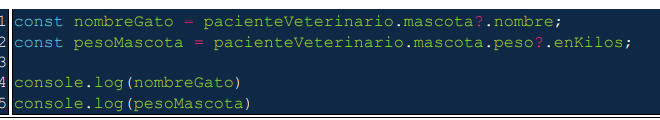 1 const nombreGato = pacienteVeterinario.mascota?.nombre;
2 const pesoMascota = pacienteVeterinario.mascota.peso?.enKilos;
3
4 console.log(nombreGato)
5 console.log(pesoMascota)